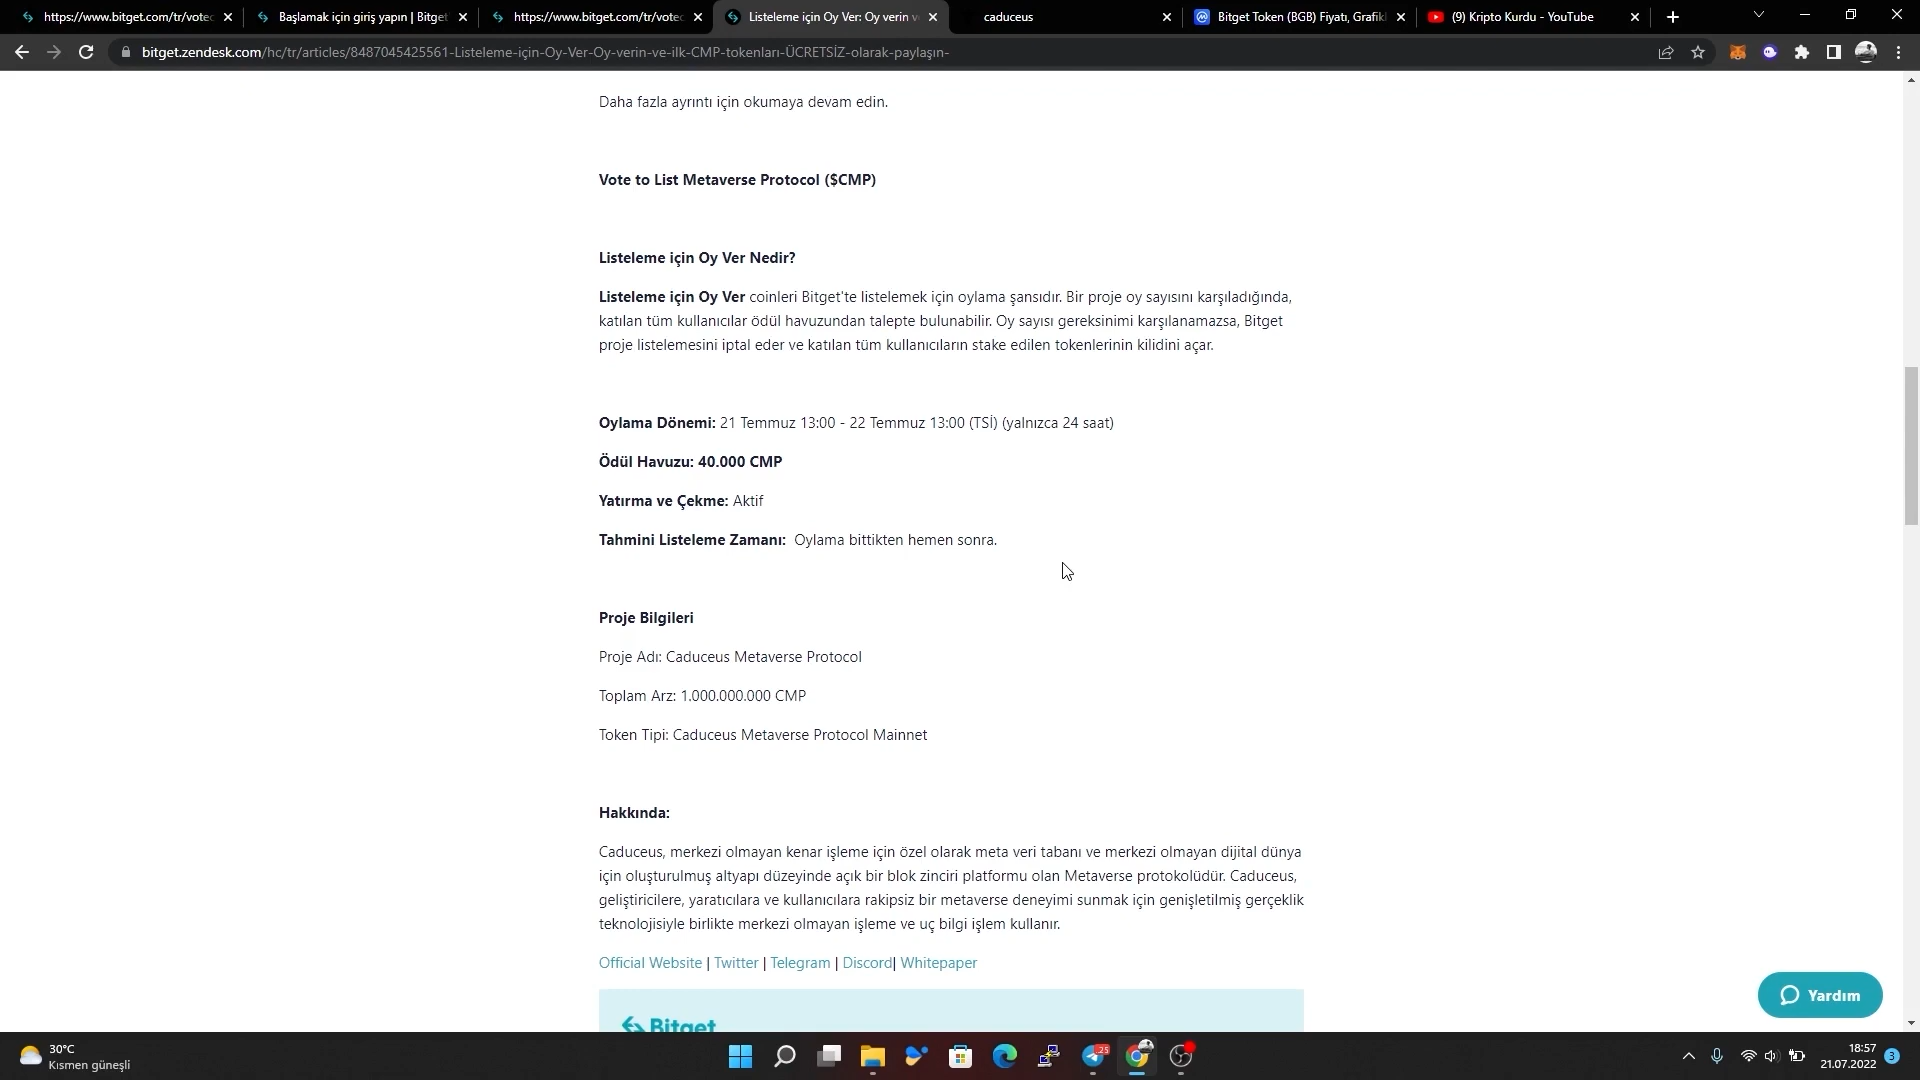 https://www.bitget.com/tr/votec
Başlamak için giriş yapın | Bitget
https://www.bitget.com/tr/votec
Listeleme için Oy Ver: Oy verin v
caduceus
Bitget Token (BGB) Fiyatı, Grafikl
(9) Kripto Kurdu - YouTube
bitget.zendesk.com/hc/tr/articles/8487045425561-Listeleme-için-Oy-Ver-Oy-verin-ve-ilk-CMP-tokenları-ÜCRETSİZ-olarak-paylaşın-
Daha fazla ayrıntı için okumaya devam edin.
Vote to List Metaverse Protocol ($CMP)
Listeleme için Oy Ver Nedir?
Listeleme için Oy Ver coinleri Bitget'te listelemek için oylama şansıdır. Bir proje oy sayısını karşıladığında,
katılan tüm kullanıcılar ödül havuzundan talepte bulunabilir. Oy sayısı gereksinimi karşılanamazsa, Bitget
proje listelemesini iptal eder ve katılan tüm kullanıcıların stake edilen tokenlerinin kilidini açar.
Oylama Dönemi: 21 Temmuz 13:00 - 22 Temmuz 13:00 (TSİ) (yalnızca 24 saat)
Ödül Havuzu: 40.000 CMP
Yatırma ve Çekme: Aktif
Tahmini Listeleme Zamanı: Oylama bittikten hemen sonra.
Proje Bilgileri
Proje Adı: Caduceus Metaverse Protocol
Toplam Arz: 1.000.000.000 CMP
Token Tipi: Caduceus Metaverse Protocol Mainnet
Hakkında:
Caduceus, merkezi olmayan kenar işleme için özel olarak meta veri tabanı ve merkezi olmayan dijital dünya
için oluşturulmuş altyapı düzeyinde açık bir blok zinciri platformu olan Metaverse protokolüdür. Caduceus,
geliştiricilere, yaratıcılara ve kullanıcılara rakipsiz bir metaverse deneyimi sunmak için genişletilmiş gerçeklik
teknolojisiyle birlikte merkezi olmayan işleme ve uç bilgi işlem kullanır.
Official Website | Twitter | Telegram | Discord| Whitepaper
Bitget
Yardım
30°C
Kısmen güneşli
25
18:57
21.07.2022
3